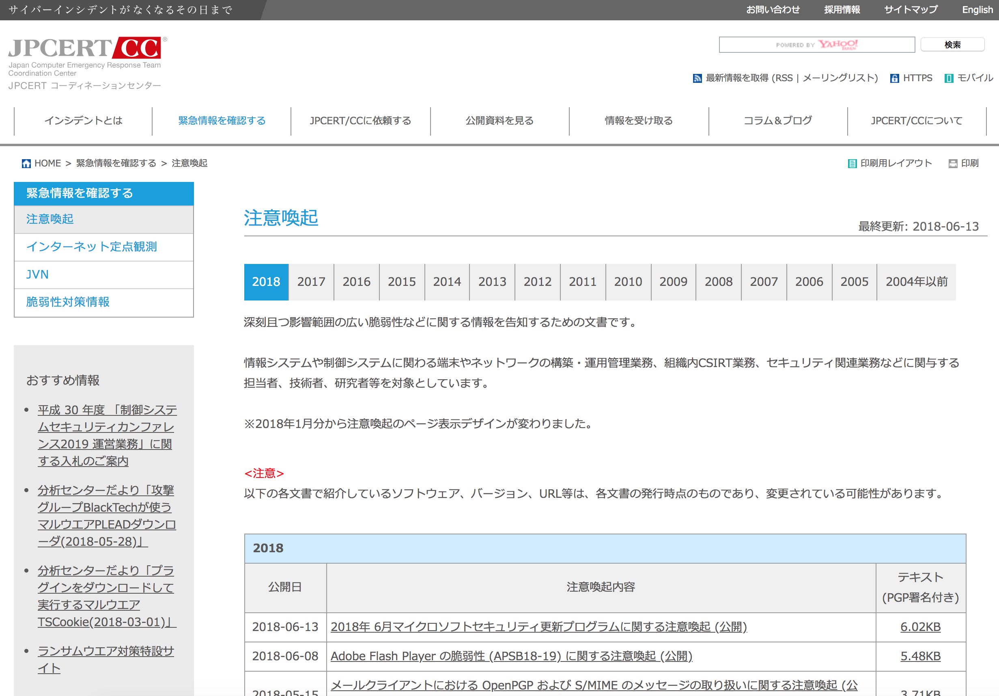 サイバーインシデントがなくなるその日まで
お問い合わせ 採用情報 サイトマップ English
JPCERT CC ®
Japan Computer Emergency Response Team
Coordination Center
JPCERT コーディネーションセンター
POWERED BY YAHOO! JAPAN 検索
最新情報を取得 (RSS | メーリングリスト) HTTPS モバイル
インシデントとは 緊急情報を確認する JPCERT/CCに依頼する 公開資料を見る 情報を受け取る コラム＆ブログ JPCERT/CCについて
HOME > 緊急情報を確認する > 注意喚起
印刷用レイアウト 印刷
緊急情報を確認する
注意喚起
インターネット定点観測
JVN
脆弱性対策情報
おすすめ情報
平成 30 年度 「制御システ
ムセキュリティカンファレ
ンス2019 運営業務」に関
する入札のご案内
分析センターだより「攻撃
グループBlackTechが使う
マルウエアPLEADダウンロ
ーダ(2018-05-28)」
分析センターだより「プラ
グインをダウンロードして
実行するマルウエア
TSCookie(2018-03-01)」
ランサムウエア対策特設サ
イト
注意喚起
最終更新: 2018-06-13
2018 2017 2016 2015 2014 2013 2012 2011 2010 2009 2008 2007 2006 2005 2004年以前
深刻且つ影響範囲の広い脆弱性などに関する情報を告知するための文書です。
情報システムや制御システムに関わる端末やネットワークの構築・運用管理業務、組織内CSIRT業務、セキュリティ関連業務などに関与する
担当者、技術者、研究者等を対象としています。
※2018年1月分から注意喚起のページ表示デザインが変わりました。
<注意>
以下の各文書で紹介しているソフトウェア、バージョン、URL等は、各文書の発行時点のものであり、変更されている可能性があります。
2018
公開日 注意喚起内容 テキスト
(PGP署名付き)
2018-06-13 2018年 6月マイクロソフトセキュリティ更新プログラムに関する注意喚起 (公開) 6.02KB
2018-06-08 Adobe Flash Player の脆弱性 (APSB18-19) に関する注意喚起 (公開) 5.48KB
メールクライアントにおける OpenPGP および S/MIME のメッセージの取り扱いに関する注意喚起 (公
2018-05-15 3.71KB